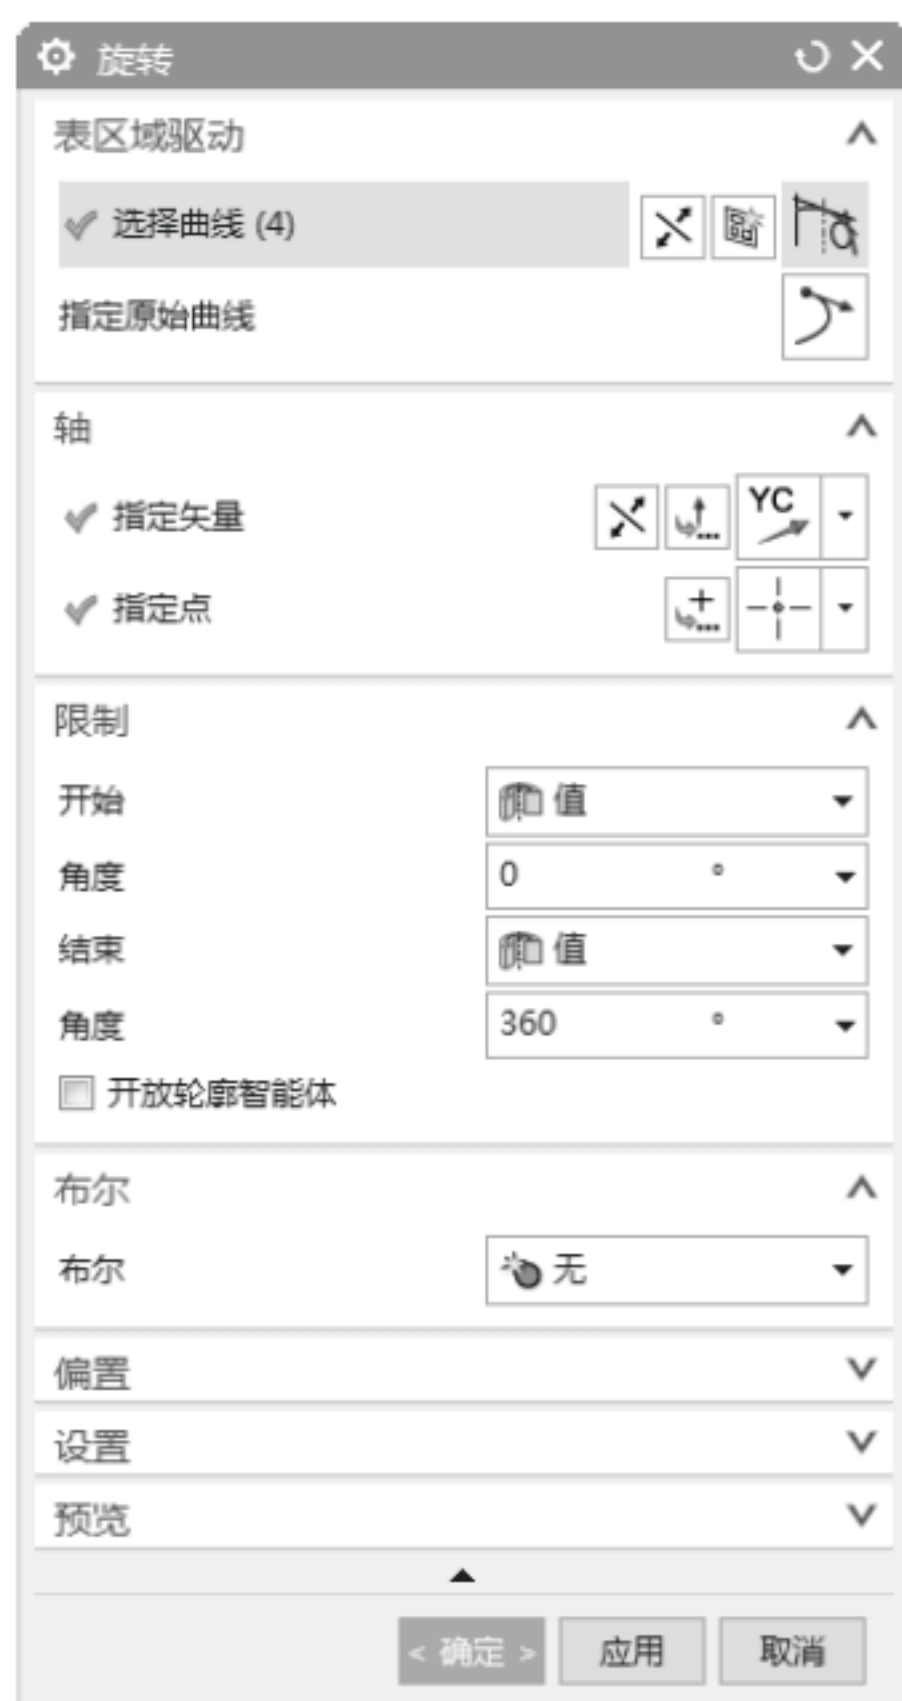 旋转
表区域驱动
选择曲线 (4)
指定原始曲线
轴
指定矢量 YC
指定点
限制
开始 值
角度 0 °
结束 值
角度 360 °
开放轮廓智能体
布尔
布尔 无
偏置
设置
预览
< 确定 > 应用 取消